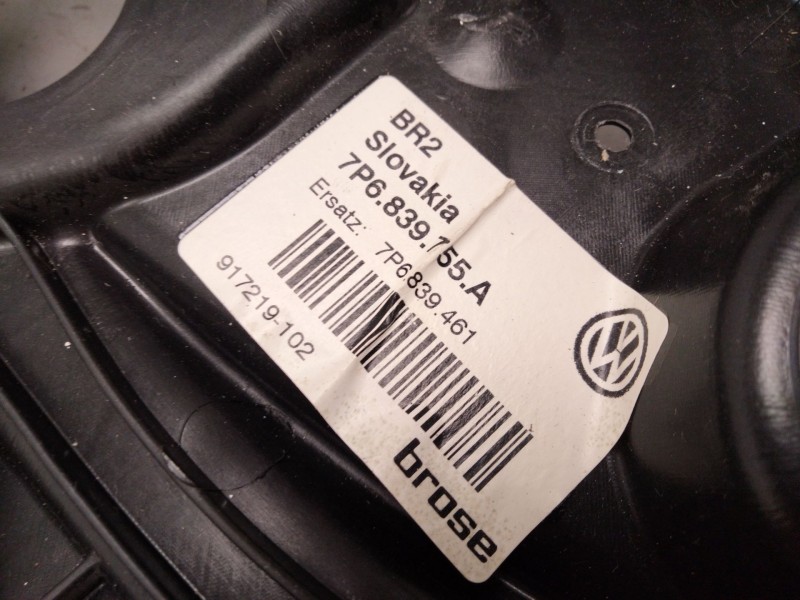 BR2
Slovakia
7P6.839.755.A
Ersatz: 7P6839.461
917219-102
brose